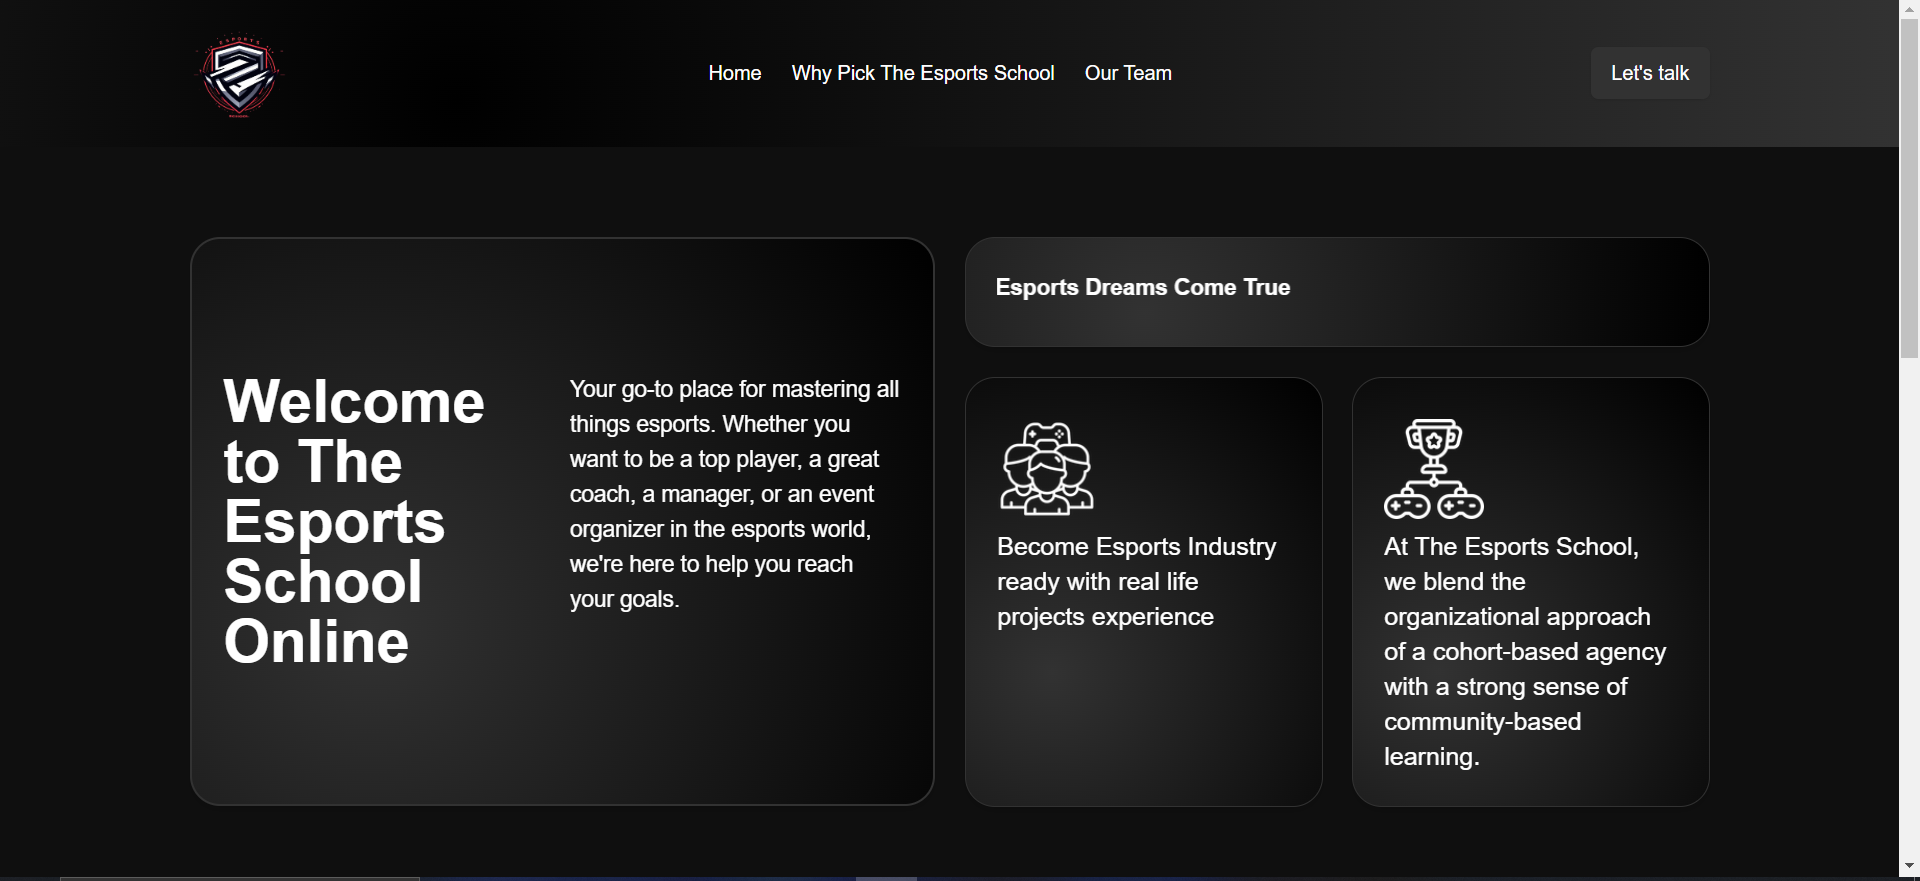 ESPORTS
Home
Why Pick The Esports School
Our Team
Let's talk
Welcome
to The
Esports
School
Online
Your go-to place for mastering all
things esports. Whether you
want to be a top player, a great
coach, a manager, or an event
organizer in the esports world,
we're here to help you reach
your goals.
Esports Dreams Come True
Become Esports Industry
ready with real life
projects experience
At The Esports School,
we blend the
organizational approach
of a cohort-based agency
with a strong sense of
community-based
learning.